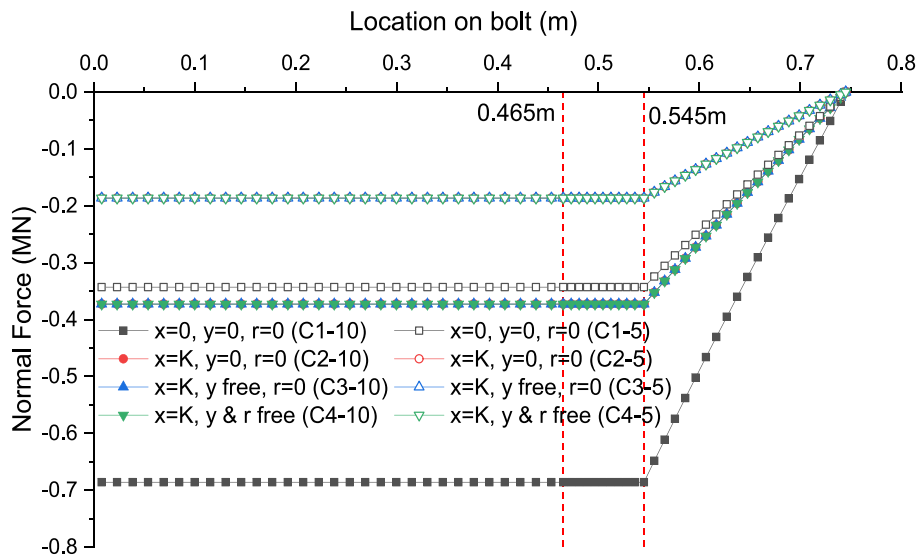 Location on bolt (m)
0.0 0.1 0.2 0.3 0.4 0.5 0.6 0.7 0.8
0.0
-0.1
-0.2
-0.3
-0.4
-0.5
-0.6
-0.7
-0.8
Normal Force (MN)
0.465m
0.545m
x=0, y=0, r=0 (C1-10)
x=K, y=0, r=0 (C2-10)
x=K, y free, r=0 (C3-10)
x=K, y & r free (C4-10)
x=0, y=0, r=0 (C1-5)
x=K, y=0, r=0 (C2-5)
x=K, y free, r=0 (C3-5)
x=K, y & r free (C4-5)